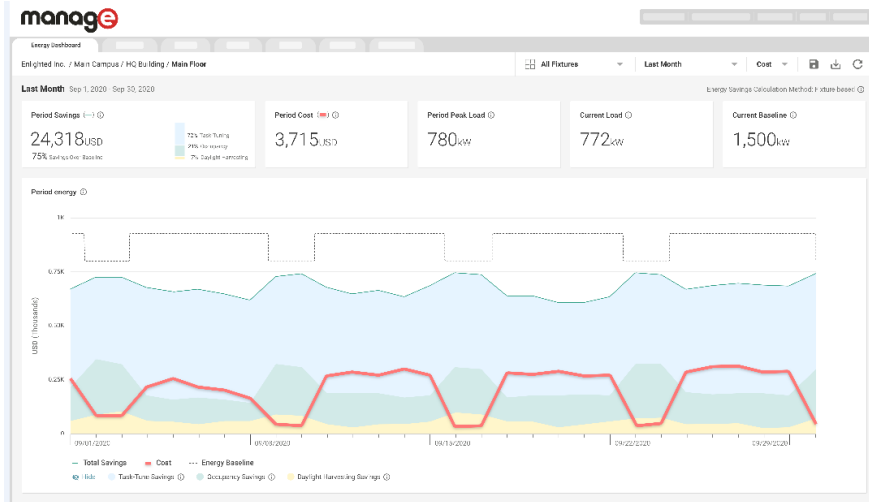 manage
Energy Dashboard
Enlighted Inc. / Main Campus / HQ Building / Main Floor
All Fixtures
Last Month
Cost
Last Month Sep 1, 2020 - Sep 30, 2020
Energy Savings Calculation Method: Fixture based
Period Savings
Period Cost
Period Peak Load
Current Load
Current Baseline
24,318USD
75% Savings Over Baseline
72% Task Tuning
21% Occupancy
7% Daylight Harvesting
3,715USD
780kW
772kW
1,500kW
Period energy
1K
0.75K
0.50K
0.25K
0
USD (Thousands)
09/01/2020
09/08/2020
09/15/2020
09/22/2020
09/29/2020
Total Savings
Cost
Energy Baseline
Hide
Task-Tune Savings
Occupancy Savings
Daylight Harvesting Savings